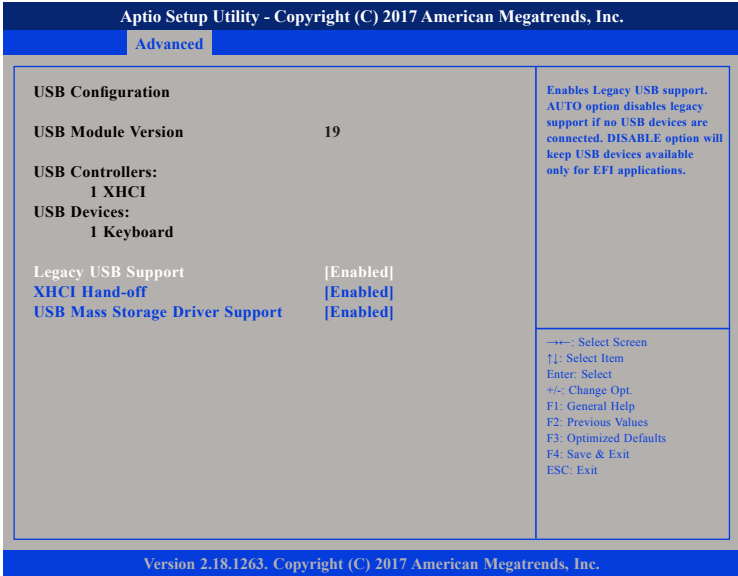 Aptio Setup Utility - Copyright (C) 2017 American Megatrends, Inc.
Advanced
USB Configuration
USB Module Version 19
USB Controllers:
1 XHCI
USB Devices:
1 Keyboard
Legacy USB Support [Enabled]
XHCI Hand-off [Enabled]
USB Mass Storage Driver Support [Enabled]
Enables Legacy USB support.
AUTO option disables legacy
support if no USB devices are
connected. DISABLE option will
keep USB devices available
only for EFI applications.
→←: Select Screen
↑↓: Select Item
Enter: Select
+/-: Change Opt.
F1: General Help
F2: Previous Values
F3: Optimized Defaults
F4: Save & Exit
ESC: Exit
Version 2.18.1263. Copyright (C) 2017 American Megatrends, Inc.